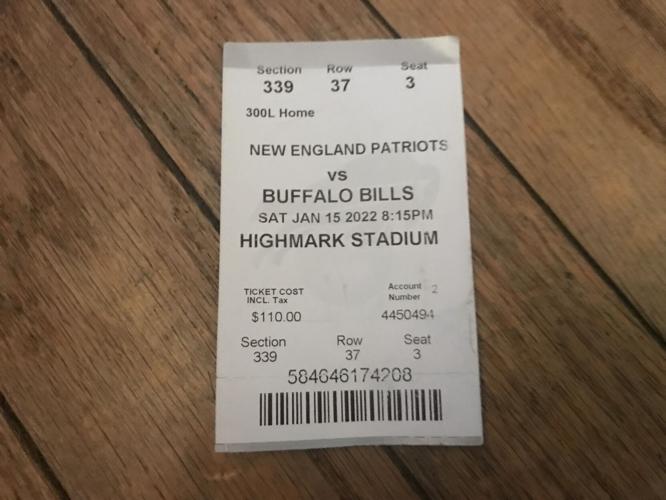 Section Row Seat
339 37 3
300L Home
NEW ENGLAND PATRIOTS
VS
BUFFALO BILLS
SAT JAN 15 2022 8:15PM
HIGHMARK STADIUM
TICKET COST
INCL. Tax
$110.00
Account 2
Number
4450494
Section Row Seat
339 37 3
584646174208